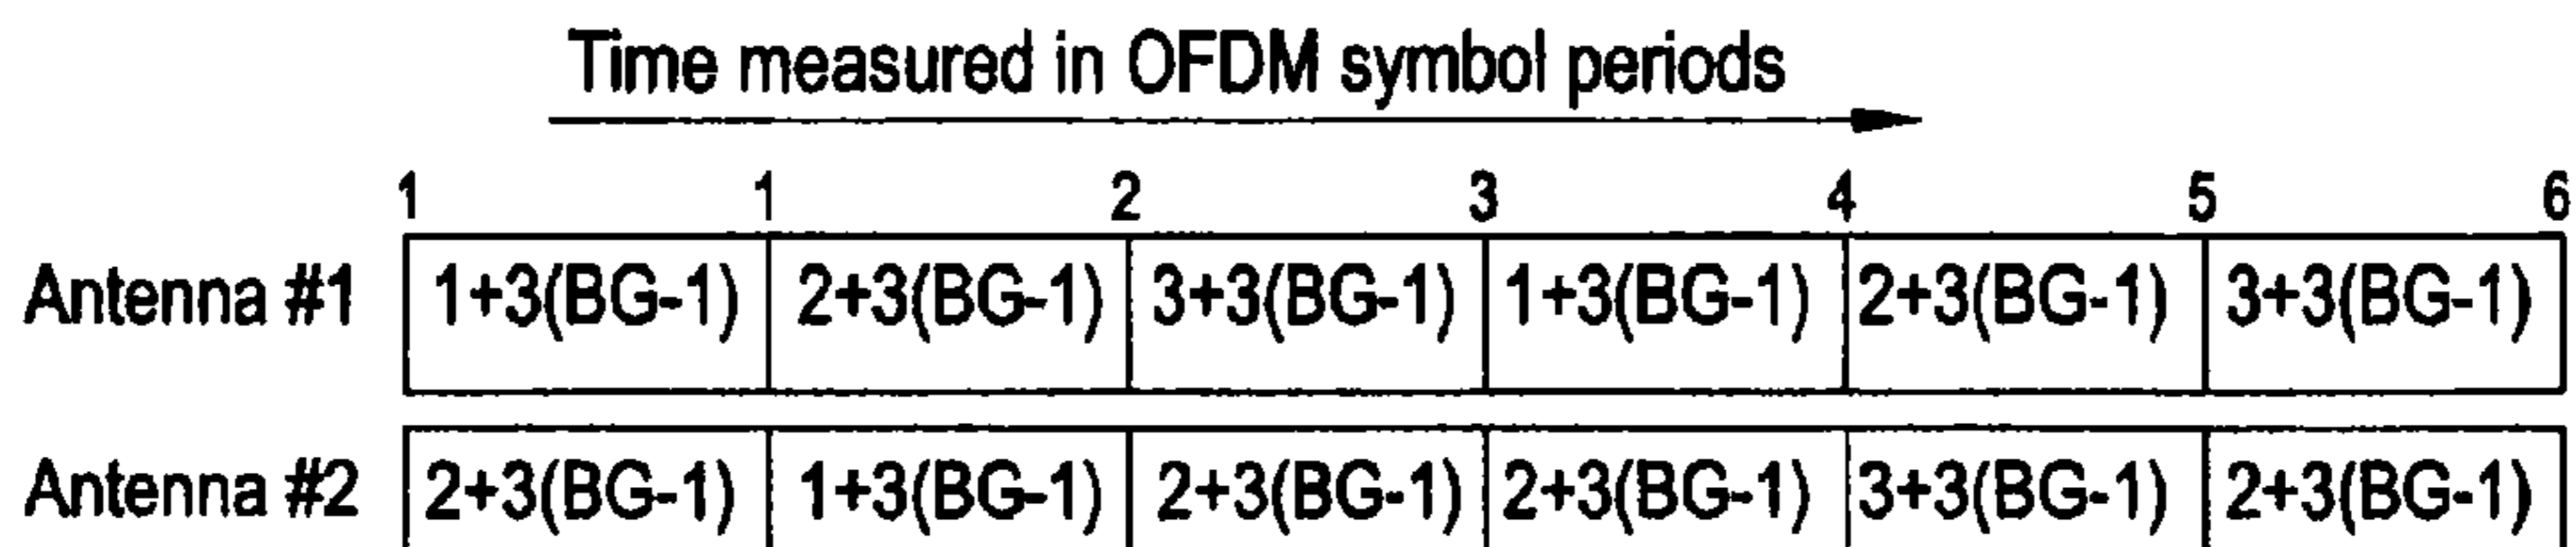 Time measured in OFDM symbol periods
1 1 2 3 4 5 6
Antenna #1 1+3(BG-1) 2+3(BG-1) 3+3(BG-1) 1+3(BG-1) 2+3(BG-1) 3+3(BG-1)
Antenna #2 2+3(BG-1) 1+3(BG-1) 2+3(BG-1) 2+3(BG-1) 3+3(BG-1) 2+3(BG-1)